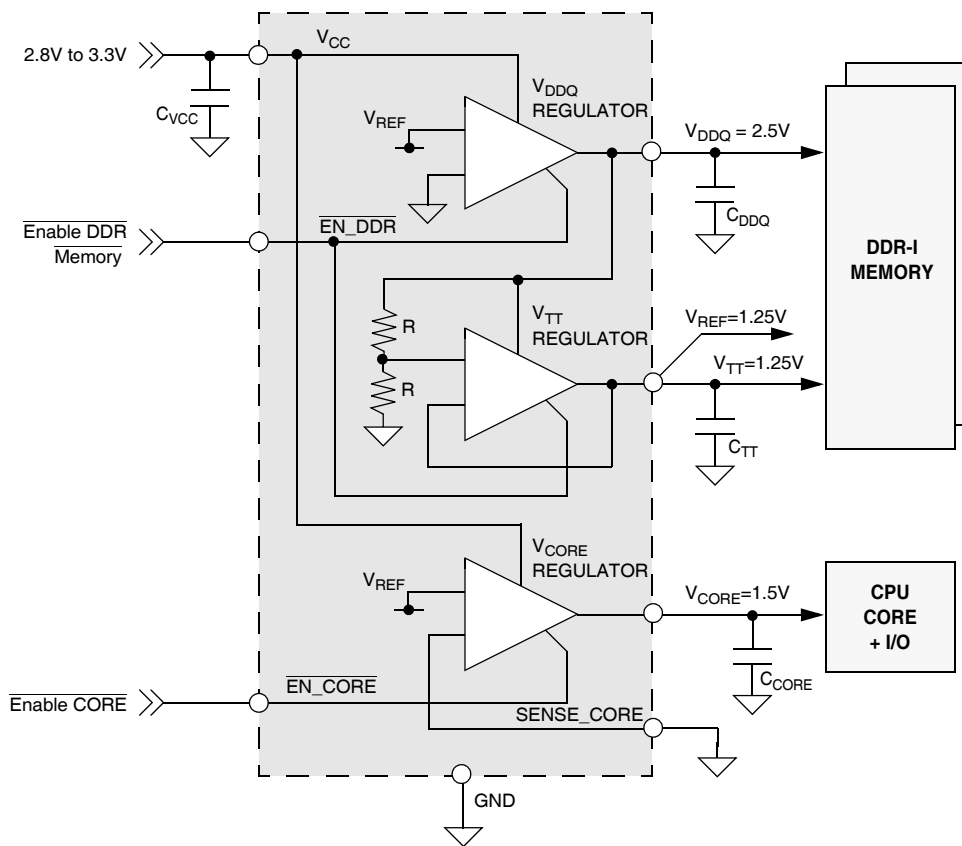 2.8V to 3.3V
CVCC
VCC
VDDQ
REGULATOR
VREF
VDDQ = 2.5V
CDDQ
Enable DDR
Memory
EN_DDR
DDR-I
MEMORY
R
R
VTT
REGULATOR
VREF=1.25V
VTT=1.25V
CTT
VCORE
REGULATOR
VREF
VCORE=1.5V
CCORE
CPU
CORE
+ I/O
Enable CORE
EN_CORE
SENSE_CORE
GND